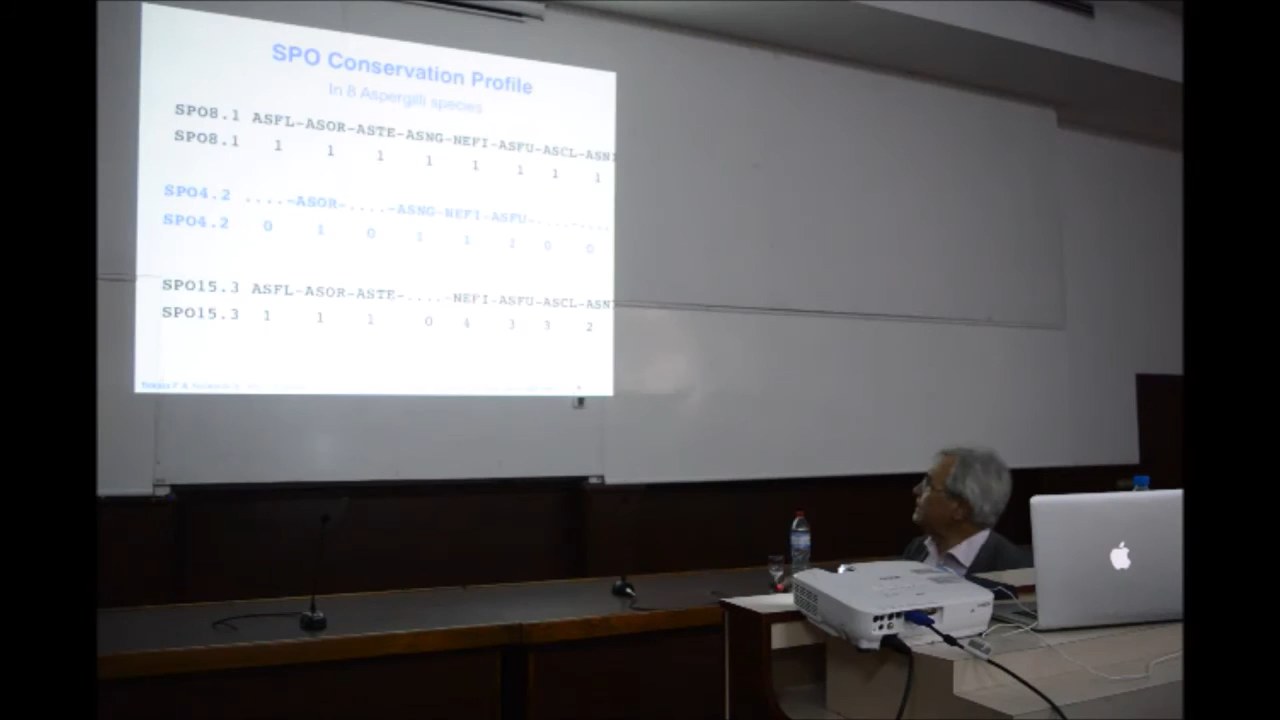 SPO Conservation Profile
In 8 Aspergilli species
SPO8.1 ASFL-ASOR-ASTE-ASNG-NEFI-ASFU-ASCL-ASN
SPO8.1 1 1 1 1 1 1 1 1
SPO4.2 ....-ASOR-....-ASNG-NEFI-ASFU-....-....
SPO4.2 0 1 0 1 1 1 0 0
SPO15.3 ASFL-ASOR-ASTE-....-NEFI-ASFU-ASCL-ASN
SPO15.3 1 1 1 0 4 3 3 2